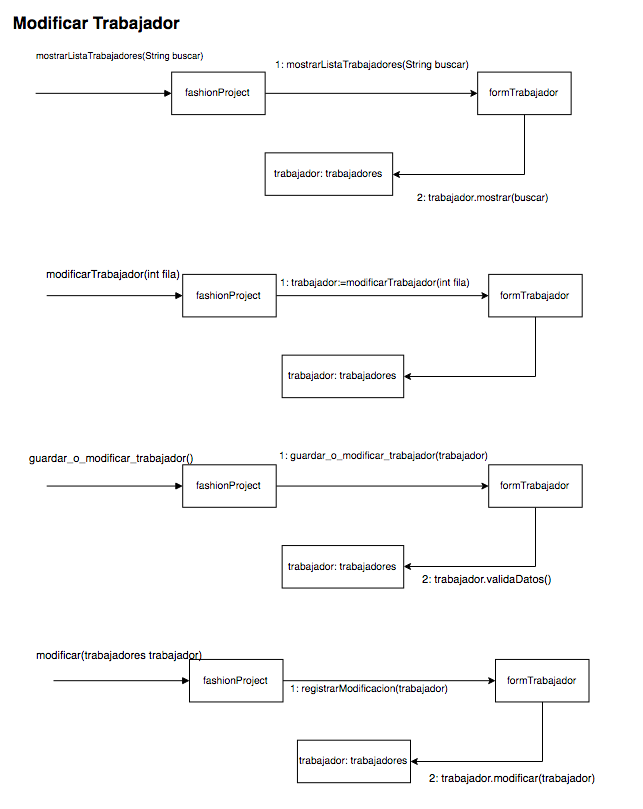 Modificar Trabajador
mostrarListaTrabajadores(String buscar)
1: mostrarListaTrabajadores(String buscar)
fashionProject
formTrabajador
trabajador: trabajadores
2: trabajador.mostrar(buscar)
modificarTrabajador(int fila)
1: trabajador:=modificarTrabajador(int fila)
fashionProject
formTrabajador
trabajador: trabajadores
guardar_o_modificar_trabajador()
1: guardar_o_modificar_trabajador(trabajador)
fashionProject
formTrabajador
trabajador: trabajadores
2: trabajador.validaDatos()
modificar(trabajadores trabajador)
fashionProject
1: registrarModificacion(trabajador)
formTrabajador
trabajador: trabajadores
2: trabajador.modificar(trabajador)